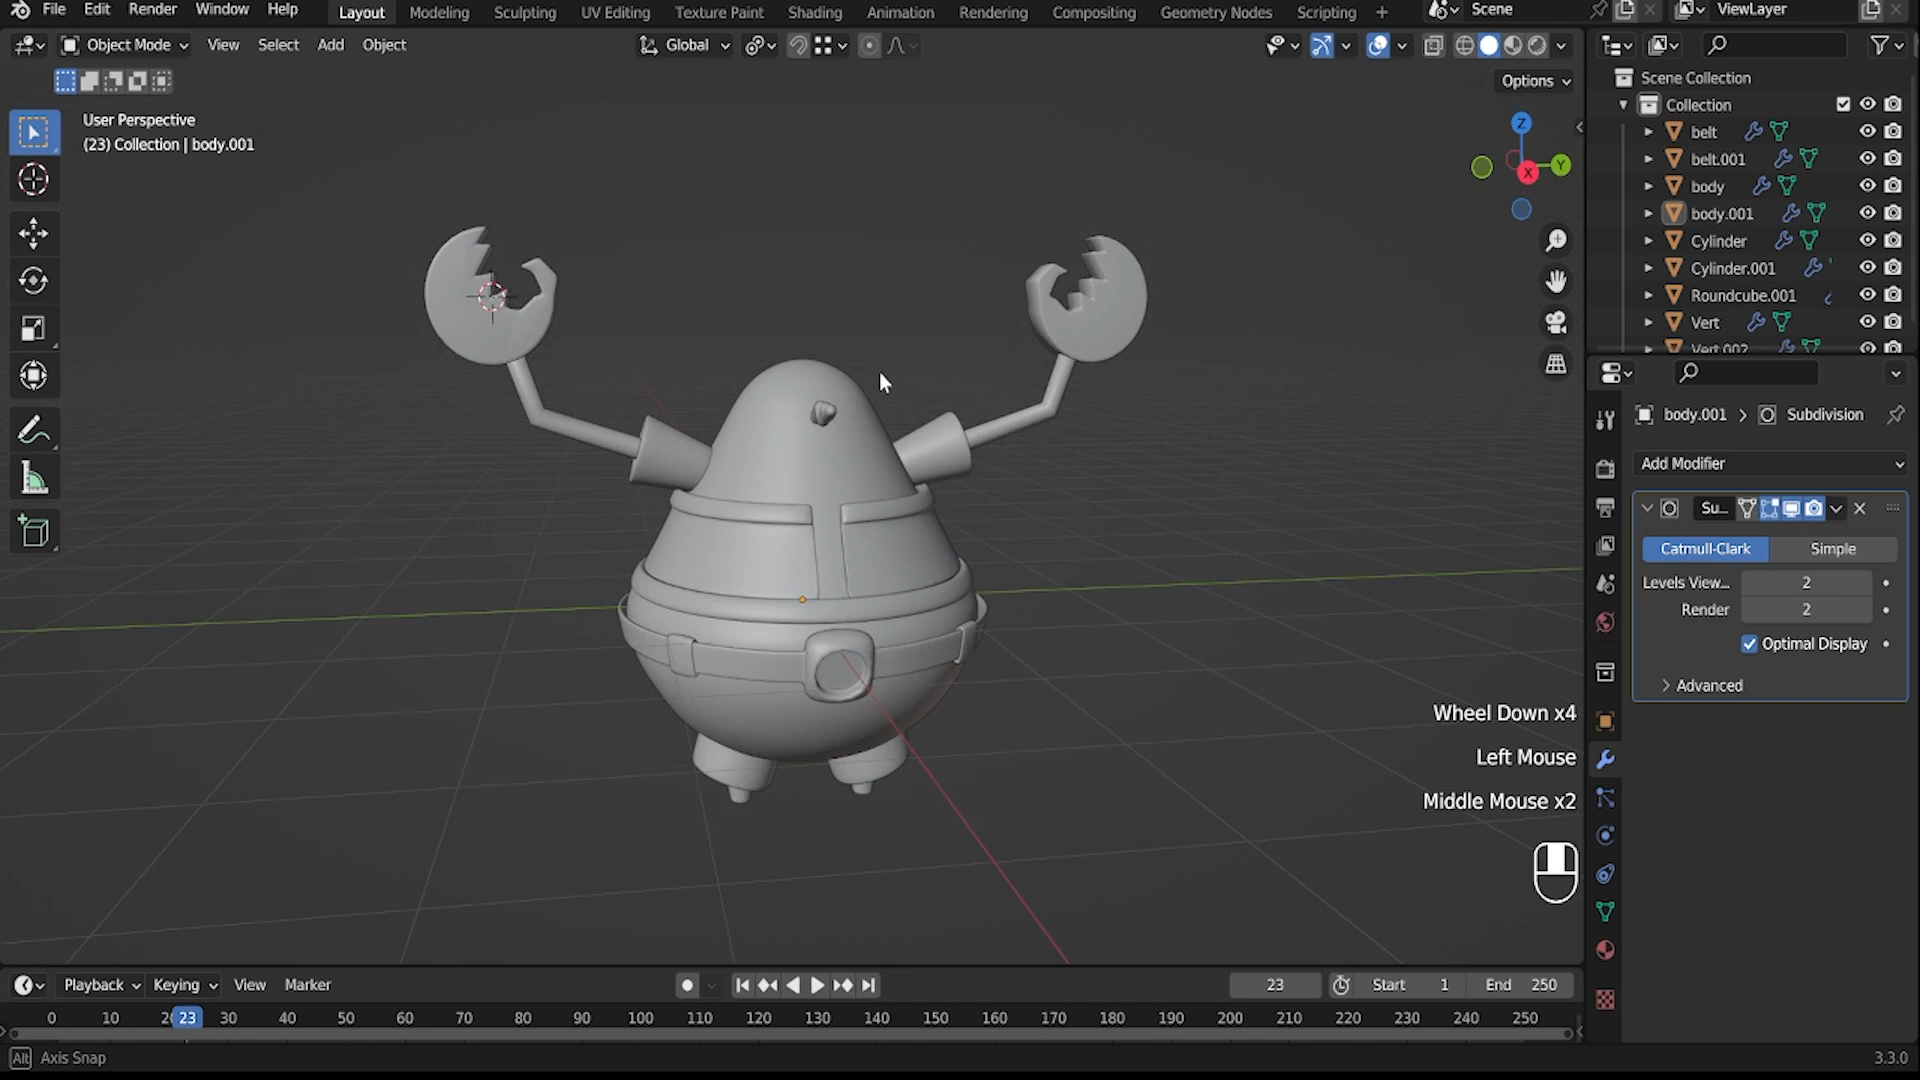 File Edit Render Window Help Layout Modeling Sculpting UV Editing Texture Paint Shading Animation Rendering Compositing Geometry Nodes Scripting + Scene ViewLayer
Object Mode View Select Add Object Global
Options
User Perspective
(23) Collection | body.001
Z
Y
X
Scene Collection
Collection
belt
belt.001
body
body.001
Cylinder
Cylinder.001
Roundcube.001
Vert
Vert.002
body.001 > Subdivision
Add Modifier
Su...
Catmull-Clark Simple
Levels View... 2
Render 2
Optimal Display
Advanced
Wheel Down x4
Left Mouse
Middle Mouse x2
Playback Keying View Marker 23 Start 1 End 250
0 10 20 23 30 40 50 60 70 80 90 100 110 120 130 140 150 160 170 180 190 200 210 220 230 240 250
Alt Axis Snap 3.3.0